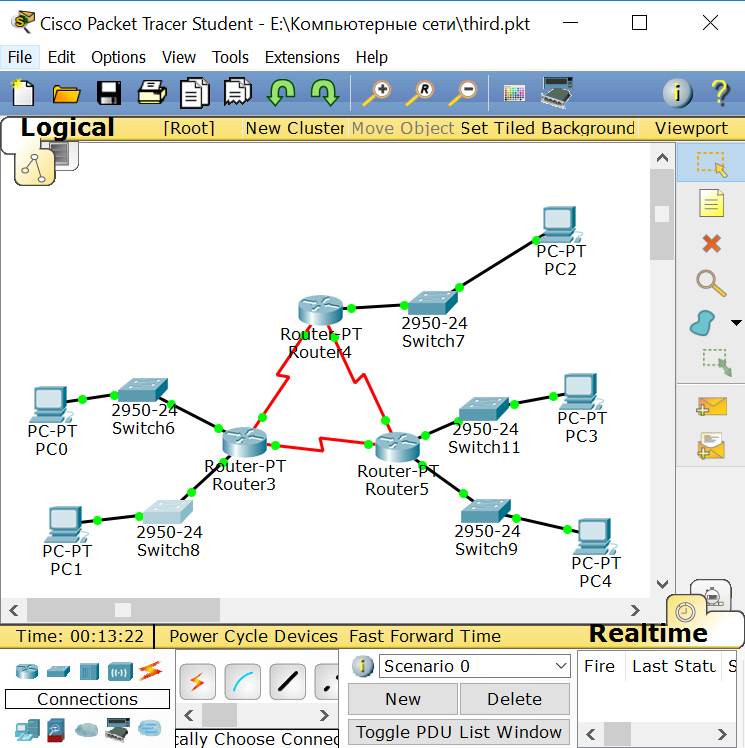 Cisco Packet Tracer Student - E:\Компьютерные сети\third.pkt
File Edit Options View Tools Extensions Help
Logical [Root] New Cluster Move Object Set Tiled Background Viewport
PC-PT
PC2
2950-24
Switch7
Router-PT
Router4
PC-PT
PC0
2950-24
Switch6
PC-PT
PC3
2950-24
Switch11
Router-PT
Router3
Router-PT
Router5
PC-PT
PC1
2950-24
Switch8
2950-24
Switch9
PC-PT
PC4
Time: 00:13:22 Power Cycle Devices Fast Forward Time Realtime
Scenario 0
Fire Last Statu S
Connections
New Delete
Toggle PDU List Window
cally Choose Connec